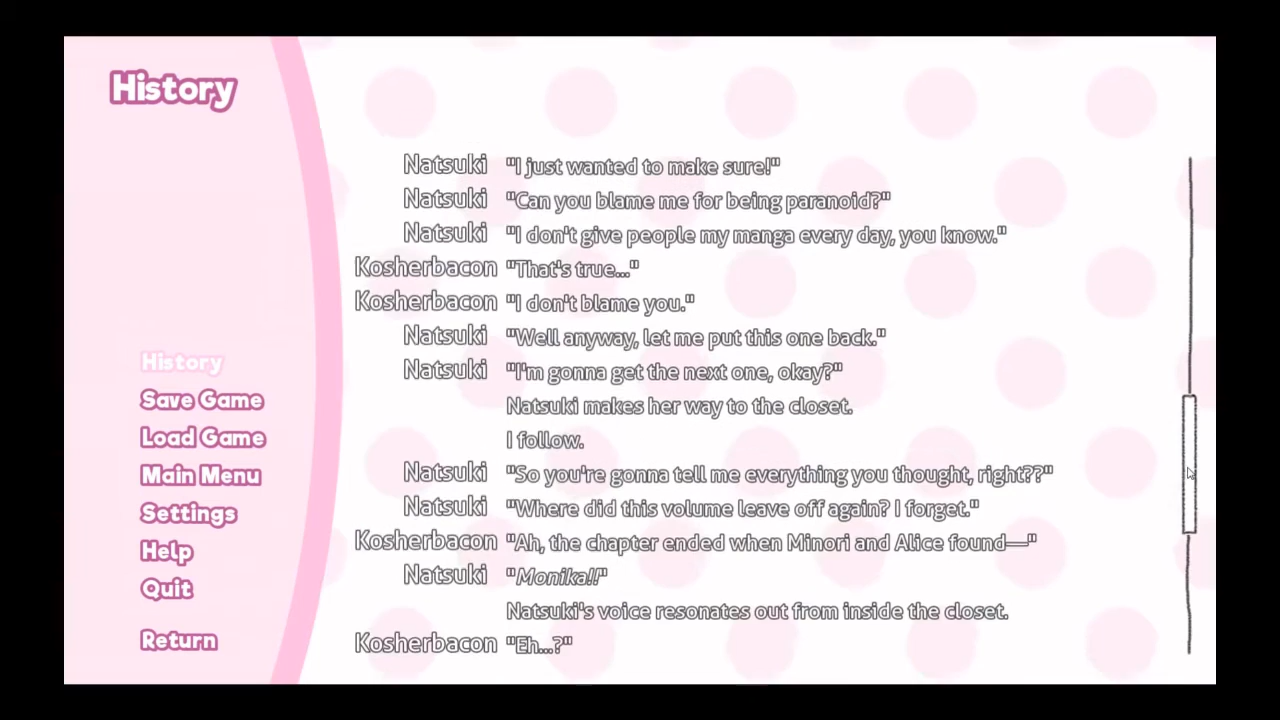 History
Natsuki "I just wanted to make sure!"
Natsuki "Can you blame me for being paranoid?"
Natsuki "I don't give people my manga every day, you know."
Kosherbacon "That's true..."
Kosherbacon "I don't blame you."
Natsuki "Well anyway, let me put this one back."
Natsuki "I'm gonna get the next one, okay?"
Natsuki makes her way to the closet.
I follow.
Natsuki "So you're gonna tell me everything you thought, right??"
Natsuki "Where did this volume leave off again? I forget."
Kosherbacon "Ah, the chapter ended when Minori and Alice found—"
Natsuki "Monika!!"
Natsuki's voice resonates out from inside the closet.
Kosherbacon "Eh...?"
History
Save Game
Load Game
Main Menu
Settings
Help
Quit
Return